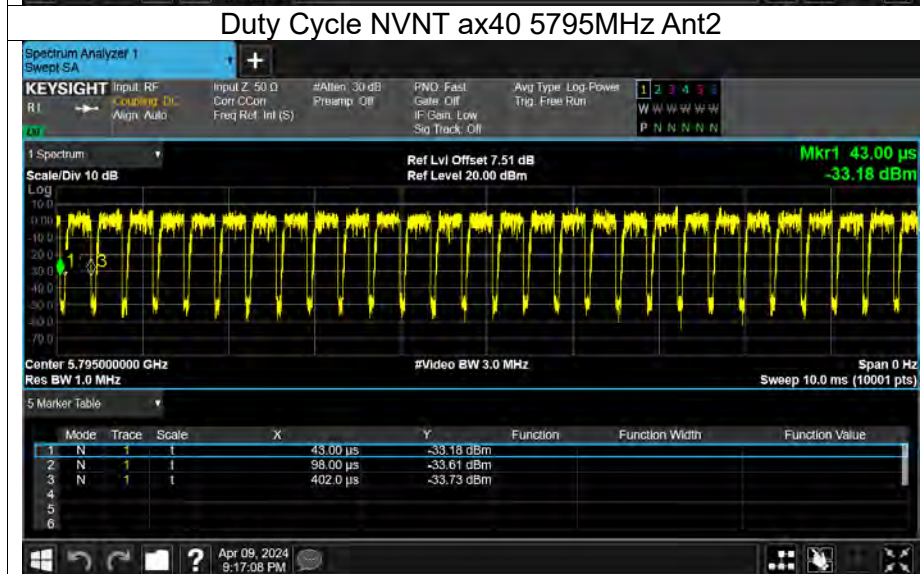 Duty Cycle NVNT ax40 5795MHz Ant2
Spectrum Analyzer 1
Swept SA
+
KEYSIGHT Input: RF Input Z: 50 Ω #Atten: 30 dB PNO: Fast Avg Type: Log-Power 1 2 3 4 5 6
Coupling: DC Corr CCorr Preamp: Off Gate: Off Trig: Free Run W W W W W W
Align: Auto Freq Ref: Int (S) IF Gain: Low
Sig Track: Off P N N N N N
1 Spectrum Ref Lvl Offset 7.51 dB Mkr1 43.00 µs
Scale/Div 10 dB Ref Level 20.00 dBm -33.18 dBm
Log
10.0
0.00
-10.0
-20.0
-30.0
-40.0
-50.0
-60.0
-70.0
1 3
Center 5.795000000 GHz #Video BW 3.0 MHz Span 0 Hz
Res BW 1.0 MHz Sweep 10.0 ms (10001 pts)
5 Marker Table
Mode Trace Scale X Y Function Function Width Function Value
1 N 1 t 43.00 µs -33.18 dBm
2 N 1 t 98.00 µs -33.61 dBm
3 N 1 t 402.0 µs -33.73 dBm
4
5
6
? Apr 09, 2024
9:17:08 PM